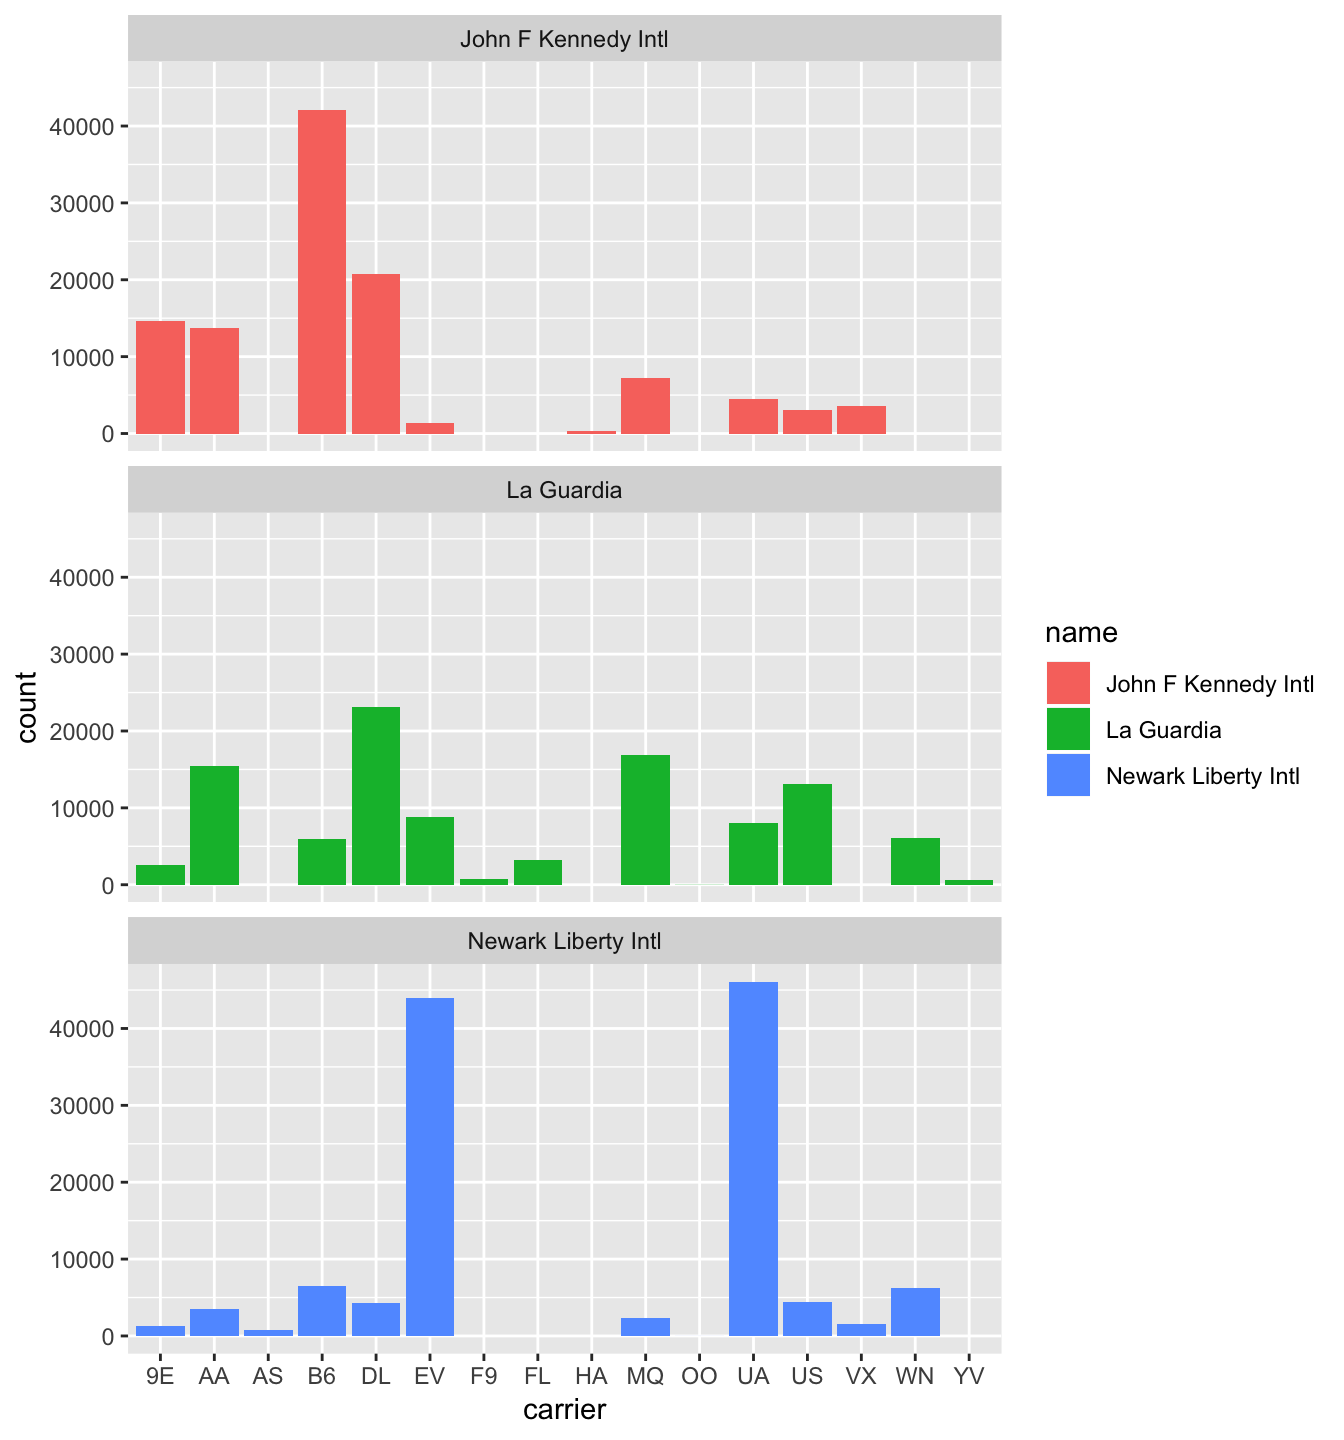 John F Kennedy Intl
40000
30000
20000
10000
0
La Guardia
40000
30000
20000
10000
0
Newark Liberty Intl
40000
30000
20000
10000
0
9E AA AS B6 DL EV F9 FL HA MQ OO UA US VX WN YV
carrier
count
name
John F Kennedy Intl
La Guardia
Newark Liberty Intl